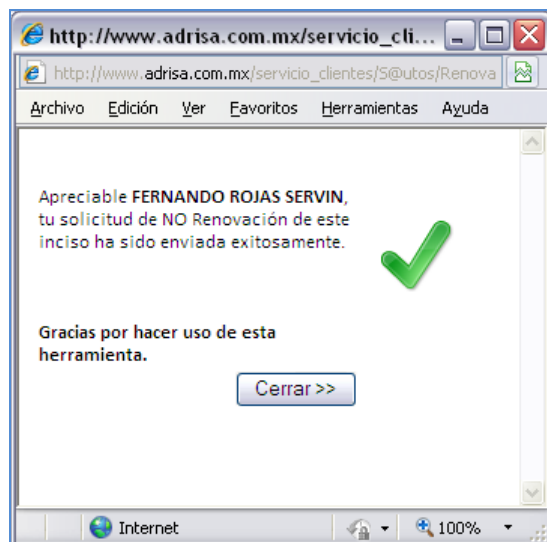 http://www.adrisa.com.mx/servicio_cli...
http://www.adrisa.com.mx/servicio_clientes/S@utos/Renova
Archivo Edición Ver Favoritos Herramientas Ayuda
Apreciable FERNANDO ROJAS SERVIN,
tu solicitud de NO Renovación de este
inciso ha sido enviada exitosamente.
Gracias por hacer uso de esta
herramienta.
Cerrar >>
Internet 100%